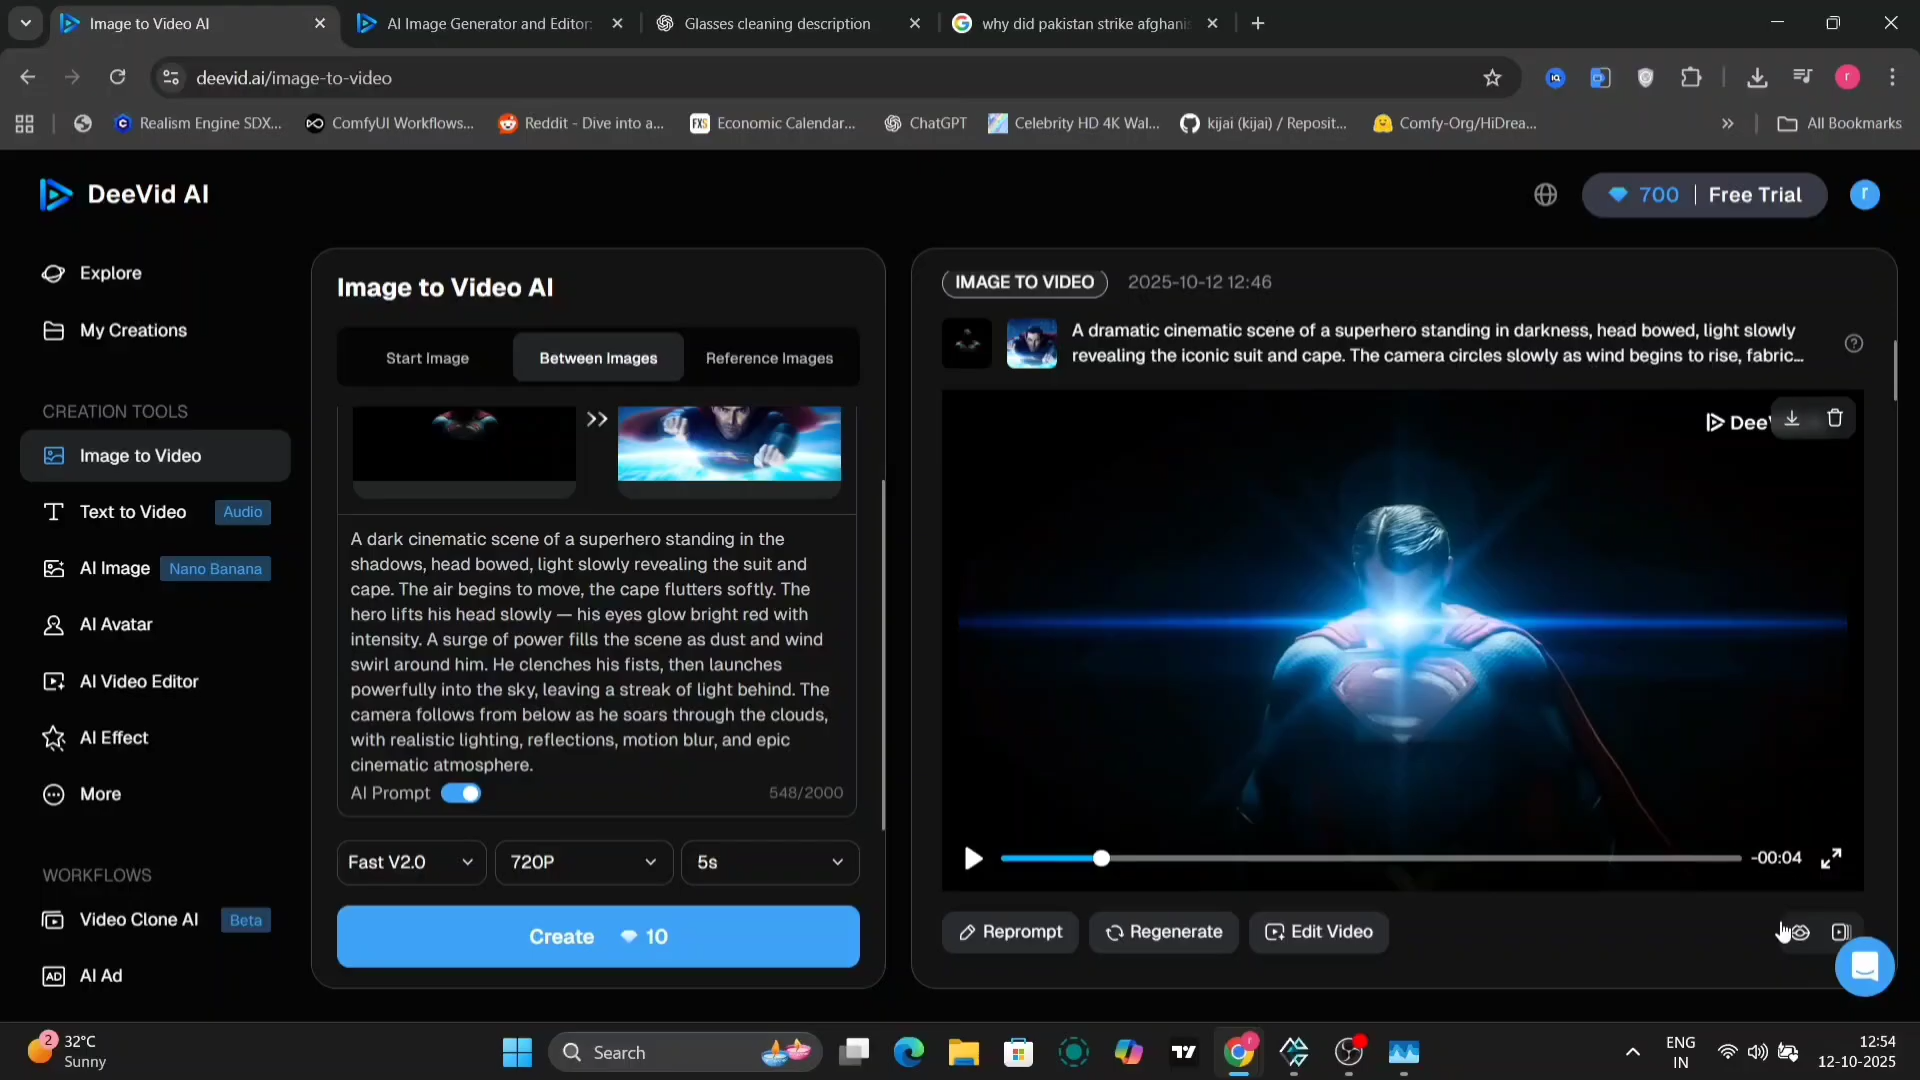 Image to Video AI
AI Image Generator and Editor:
Glasses cleaning description
why did pakistan strike afghanis
deevid.ai/image-to-video
r
Realism Engine SDX...
ComfyUI Workflows...
Reddit - Dive into a...
Economic Calendar...
ChatGPT
Celebrity HD 4K Wal...
kijai (kijai) / Reposit...
Comfy-Org/HiDrea...
All Bookmarks
DeeVid AI
700 | Free Trial
r
Explore
My Creations
CREATION TOOLS
Image to Video
Text to Video Audio
AI Image Nano Banana
AI Avatar
AI Video Editor
AI Effect
More
WORKFLOWS
Video Clone AI Beta
AI Ad
Image to Video AI
Start Image
Between Images
Reference Images
A dark cinematic scene of a superhero standing in the
shadows, head bowed, light slowly revealing the suit and
cape. The air begins to move, the cape flutters softly. The
hero lifts his head slowly — his eyes glow bright red with
intensity. A surge of power fills the scene as dust and wind
swirl around him. He clenches his fists, then launches
powerfully into the sky, leaving a streak of light behind. The
camera follows from below as he soars through the clouds,
with realistic lighting, reflections, motion blur, and epic
cinematic atmosphere.
AI Prompt
548/2000
Fast V2.0
720P
5s
Create 10
IMAGE TO VIDEO
2025-10-12 12:46
A dramatic cinematic scene of a superhero standing in darkness, head bowed, light slowly
revealing the iconic suit and cape. The camera circles slowly as wind begins to rise, fabric...
Dee
-00:04
Reprompt
Regenerate
Edit Video
2
32°C
Sunny
Search
ENG
IN
12:54
12-10-2025